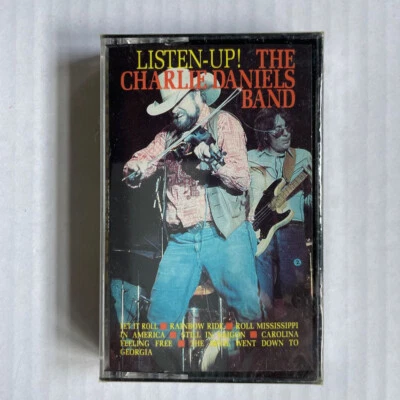 LISTEN-UP! THE
CHARLIE DANIELS
BAND
LET IT ROLL ■ RAINBOW RIDE ■ ROLL MISSISSIPPI
IN AMERICA ■ STILL IN SAIGON ■ CAROLINA
FEELING FREE ■ THE DEVIL WENT DOWN TO
GEORGIA